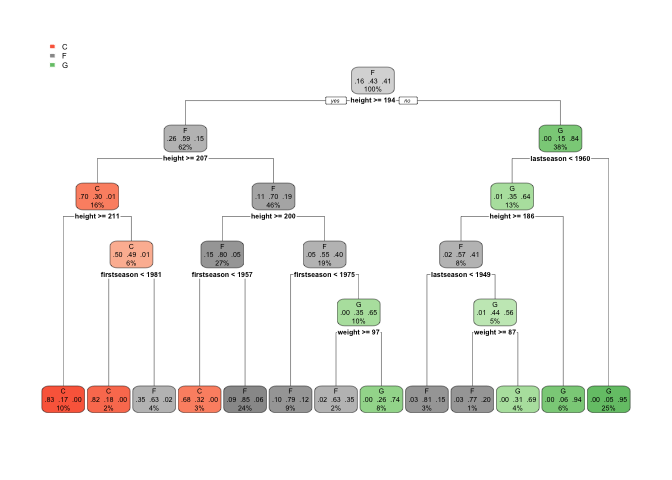 C
F
G
F
.16 .43 .41
100%
yes height >= 194 no
F
.26 .59 .15
62%
height >= 207
G
.00 .15 .84
38%
lastseason < 1960
C
.70 .30 .01
16%
height >= 211
F
.11 .70 .19
46%
height >= 200
G
.01 .35 .64
13%
height >= 186
C
.50 .49 .01
6%
firstseason < 1981
F
.15 .80 .05
27%
firstseason < 1957
F
.05 .55 .40
19%
firstseason < 1975
F
.02 .57 .41
8%
lastseason < 1949
G
.00 .35 .65
10%
weight >= 97
G
.01 .44 .56
5%
weight >= 87
C
.83 .17 .00
10%
C
.82 .18 .00
2%
F
.35 .63 .02
4%
C
.68 .32 .00
3%
F
.09 .85 .06
24%
F
.10 .79 .12
9%
F
.02 .63 .35
2%
G
.00 .26 .74
8%
F
.03 .81 .15
3%
F
.03 .77 .20
1%
G
.00 .31 .69
4%
G
.00 .06 .94
6%
G
.00 .05 .95
25%